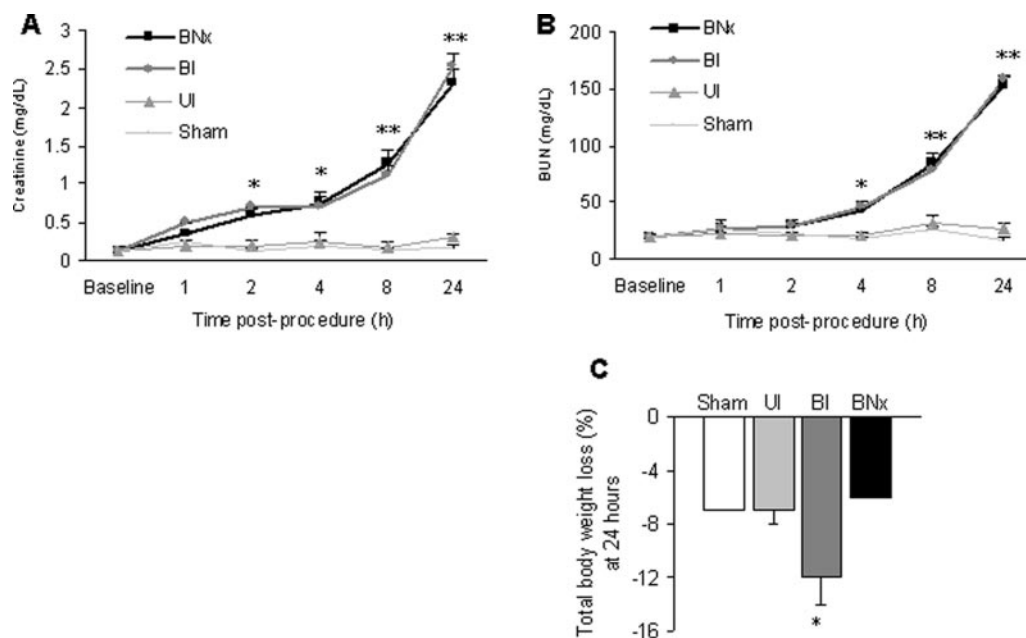 A
BNx
BI
UI
Sham
Creatinine (mg/dL)
3
2.5
2
1.5
1
0.5
0
**
**
*
*
Baseline 1 2 4 8 24
Time post-procedure (h)
B
BNx
BI
UI
Sham
BUN (mg/dL)
200
150
100
50
0
**
**
*
Baseline 1 2 4 8 24
Time post-procedure (h)
C
Sham UI BI BNx
Total body weight loss (%)
at 24 hours
0
-4
-8
-12
-16
*